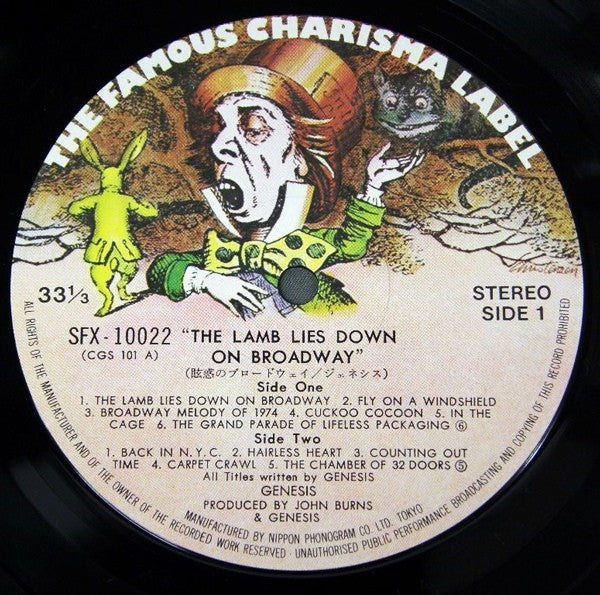 THE FAMOUS CHARISMA LABEL
33 1/3
STEREO
SIDE 1
SFX-10022 "THE LAMB LIES DOWN
(CGS 101 A) ON BROADWAY"
(眩惑のブロードウェイ/ジェネシス)
Side One
1. THE LAMB LIES DOWN ON BROADWAY 2. FLY ON A WINDSHIELD
3. BROADWAY MELODY OF 1974 4. CUCKOO COCOON 5. IN THE
CAGE 6. THE GRAND PARADE OF LIFELESS PACKAGING ⑥
Side Two
1. BACK IN N.Y.C. 2. HAIRLESS HEART 3. COUNTING OUT
TIME 4. CARPET CRAWL 5. THE CHAMBER OF 32 DOORS ⑤
All Titles written by GENESIS
GENESIS
PRODUCED BY JOHN BURNS
& GENESIS
MANUFACTURED BY NIPPON PHONOGRAM CO. LTD. TOKYO
ALL RIGHTS OF THE MANUFACTURER AND OF THE OWNER OF THE RECORDED WORK RESERVED · UNAUTHORISED PUBLIC PERFORMANCE BROADCASTING AND COPYING OF THIS RECORD PROHIBITED